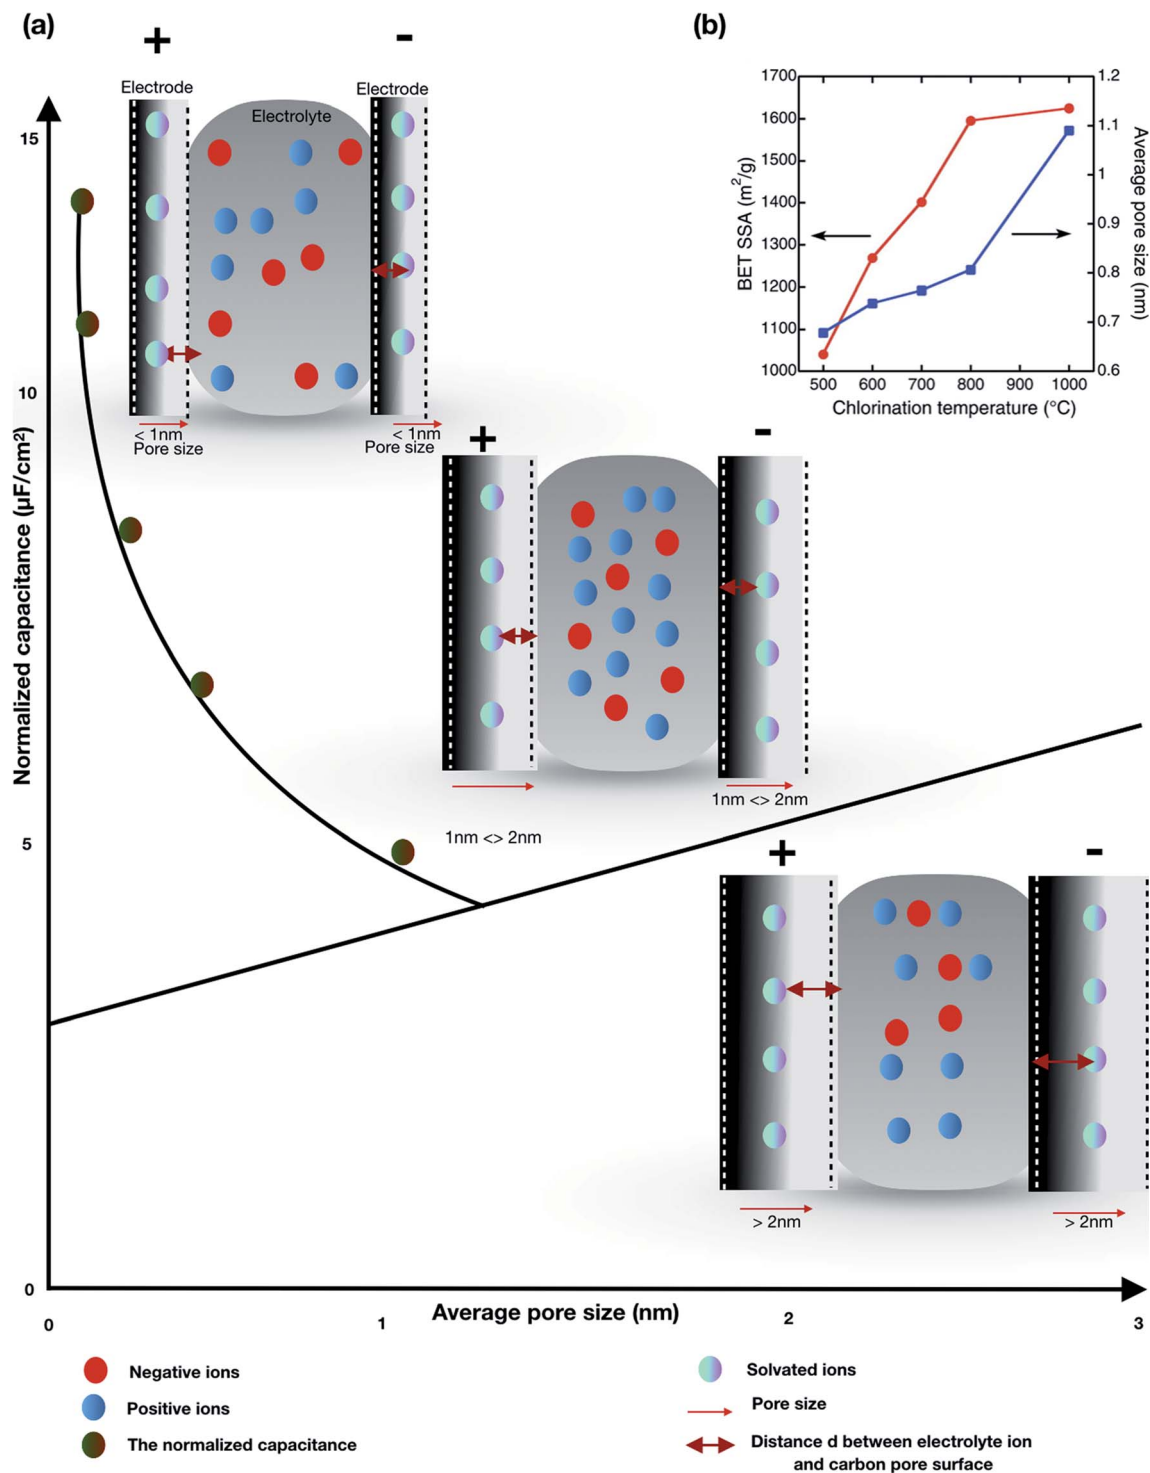 (a)
+
-
Electrode
Electrode
Electrolyte
15
10
5
0
Normalized capacitance (μF/cm²)
< 1nm
Pore size
< 1nm
Pore size
(b)
1700
1600
1500
1400
1300
1200
1100
1000
BET SSA (m²/g)
1.2
1.1
1
0.9
0.8
0.7
0.6
Average pore size (nm)
500 600 700 800 900 1000
Chlorination temperature (°C)
+
-
1nm <> 2nm
1nm <> 2nm
+
-
> 2nm
> 2nm
0 1 2 3
Average pore size (nm)
Negative ions
Positive ions
The normalized capacitance
Solvated ions
Pore size
Distance d between electrolyte ion
and carbon pore surface